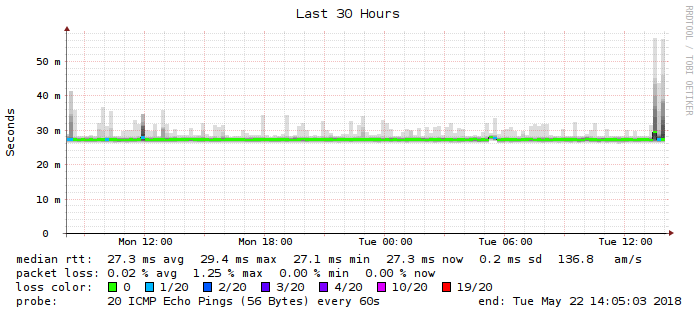 Last 30 Hours
RRDTOOL / TOBI OETIKER
Seconds
50 m
40 m
30 m
20 m
10 m
0
Mon 12:00 Mon 18:00 Tue 00:00 Tue 06:00 Tue 12:00
median rtt: 27.3 ms avg 29.4 ms max 27.1 ms min 27.3 ms now 0.2 ms sd 136.8 am/s
packet loss: 0.02 % avg 1.25 % max 0.00 % min 0.00 % now
loss color: 0 1/20 2/20 3/20 4/20 10/20 19/20
probe: 20 ICMP Echo Pings (56 Bytes) every 60s end: Tue May 22 14:05:03 2018